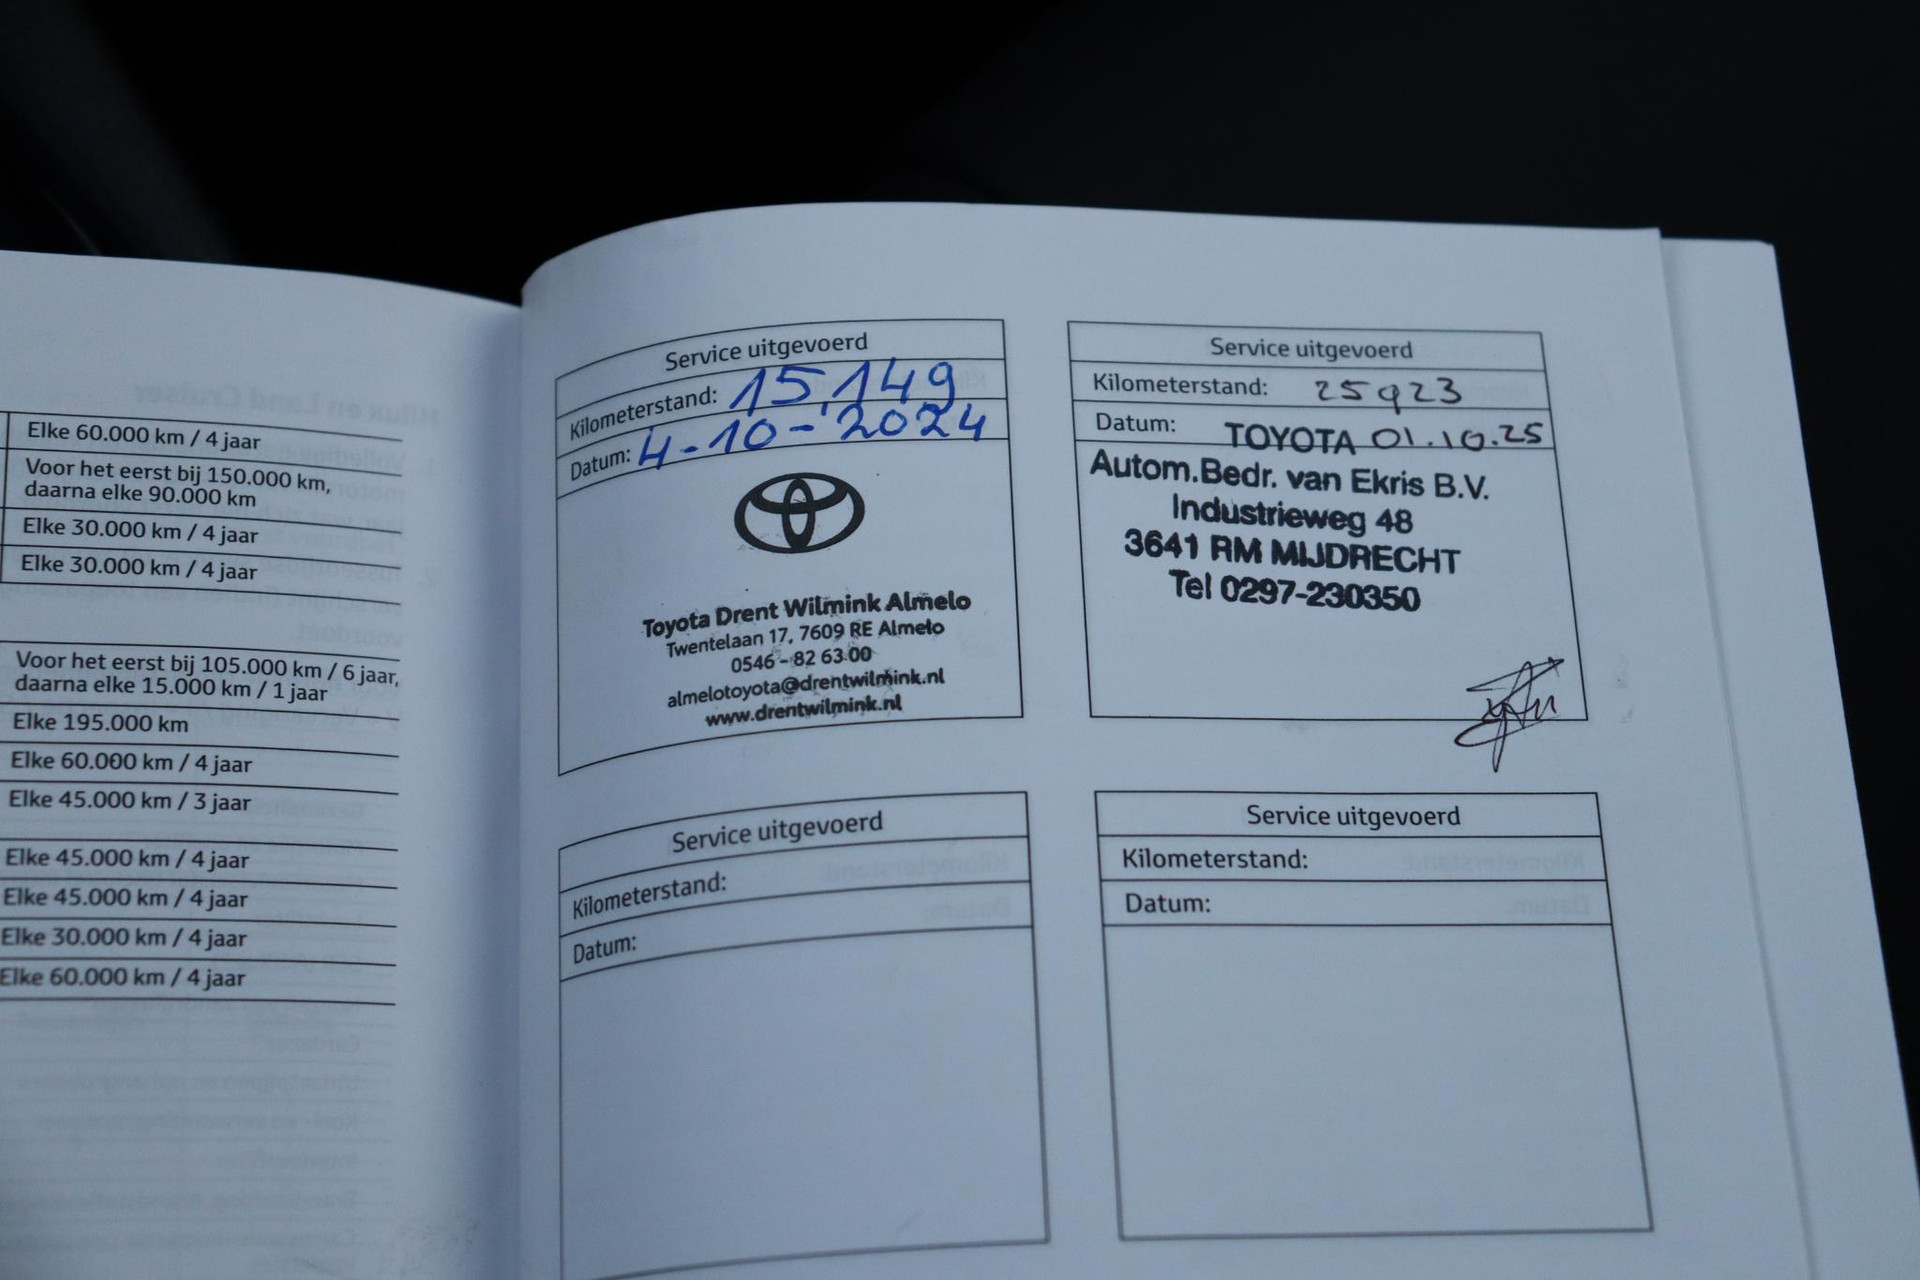 Elke 60.000 km / 4 jaar
Voor het eerst bij 150.000 km,
daarna elke 90.000 km
Elke 30.000 km / 4 jaar
Elke 30.000 km / 4 jaar
Voor het eerst bij 105.000 km / 6 jaar,
daarna elke 15.000 km / 1 jaar
Elke 195.000 km
Elke 60.000 km / 4 jaar
Elke 45.000 km / 3 jaar
Elke 45.000 km / 4 jaar
Elke 45.000 km / 4 jaar
Elke 30.000 km / 4 jaar
Elke 60.000 km / 4 jaar
Service uitgevoerd
Kilometerstand: 15.149
Datum: 4-10-2024
Toyota Drent Wilmink Almelo
Twentelaan 17, 7609 RE Almelo
0546 - 82 63 00
almelotoyota@drentwilmink.nl
www.drentwilmink.nl
Service uitgevoerd
Kilometerstand: 25923
Datum: TOYOTA 01.10.25
Autom.Bedr. van Ekris B.V.
Industrieweg 48
3641 RM MIJDRECHT
Tel 0297-230350
Service uitgevoerd
Kilometerstand:
Datum:
Service uitgevoerd
Kilometerstand:
Datum: